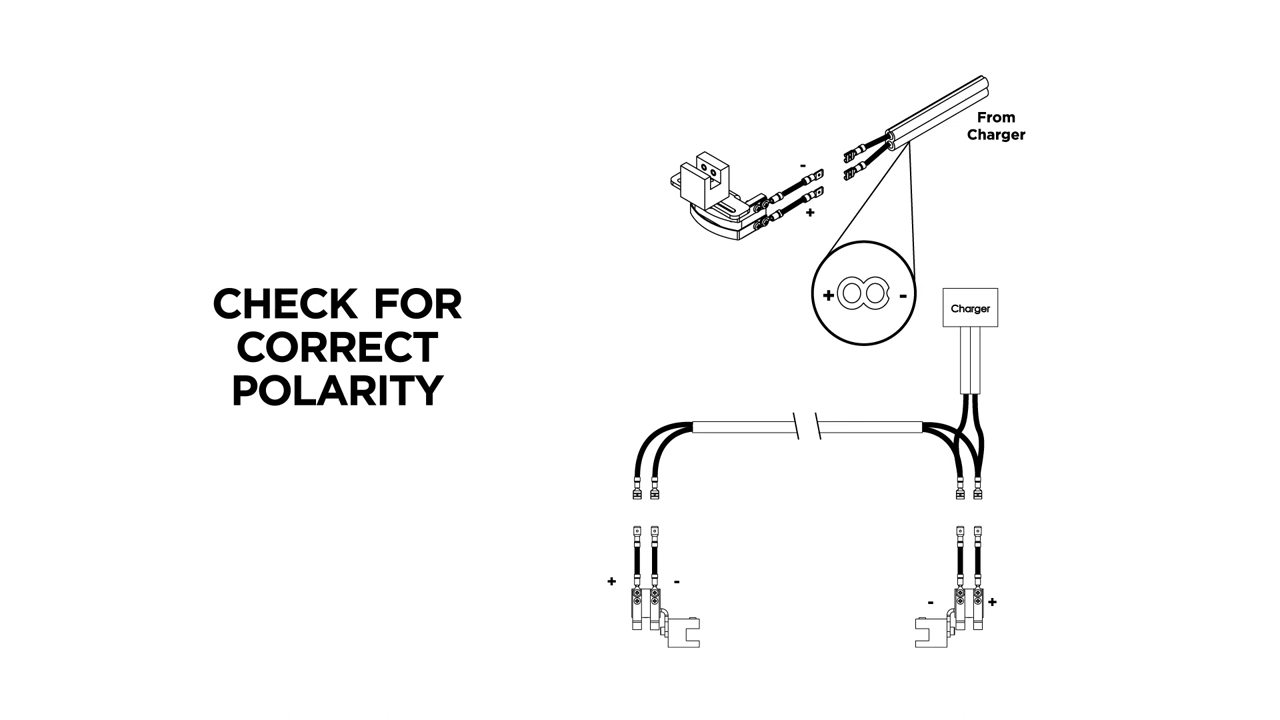 CHECK FOR
CORRECT
POLARITY
From
Charger
-
+
+ -
Charger
+ -
- +